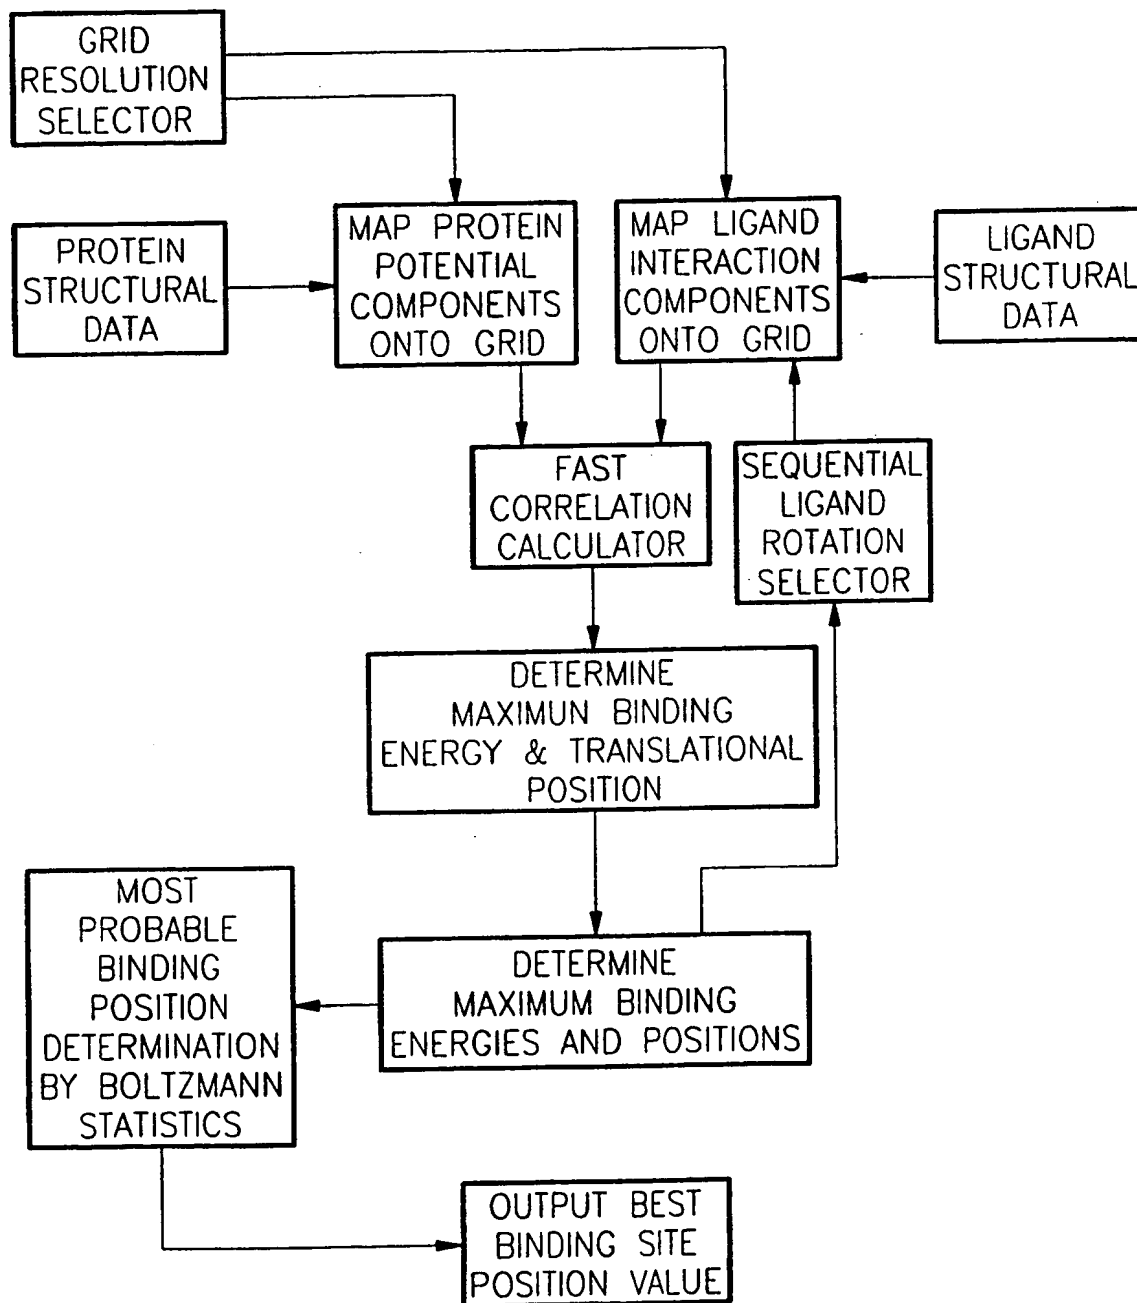 GRID
RESOLUTION
SELECTOR
PROTEIN
STRUCTURAL
DATA
MAP PROTEIN
POTENTIAL
COMPONENTS
ONTO GRID
MAP LIGAND
INTERACTION
COMPONENTS
ONTO GRID
LIGAND
STRUCTURAL
DATA
FAST
CORRELATION
CALCULATOR
SEQUENTIAL
LIGAND
ROTATION
SELECTOR
DETERMINE
MAXIMUN BINDING
ENERGY & TRANSLATIONAL
POSITION
MOST
PROBABLE
BINDING
POSITION
DETERMINATION
BY BOLTZMANN
STATISTICS
DETERMINE
MAXIMUM BINDING
ENERGIES AND POSITIONS
OUTPUT BEST
BINDING SITE
POSITION VALUE